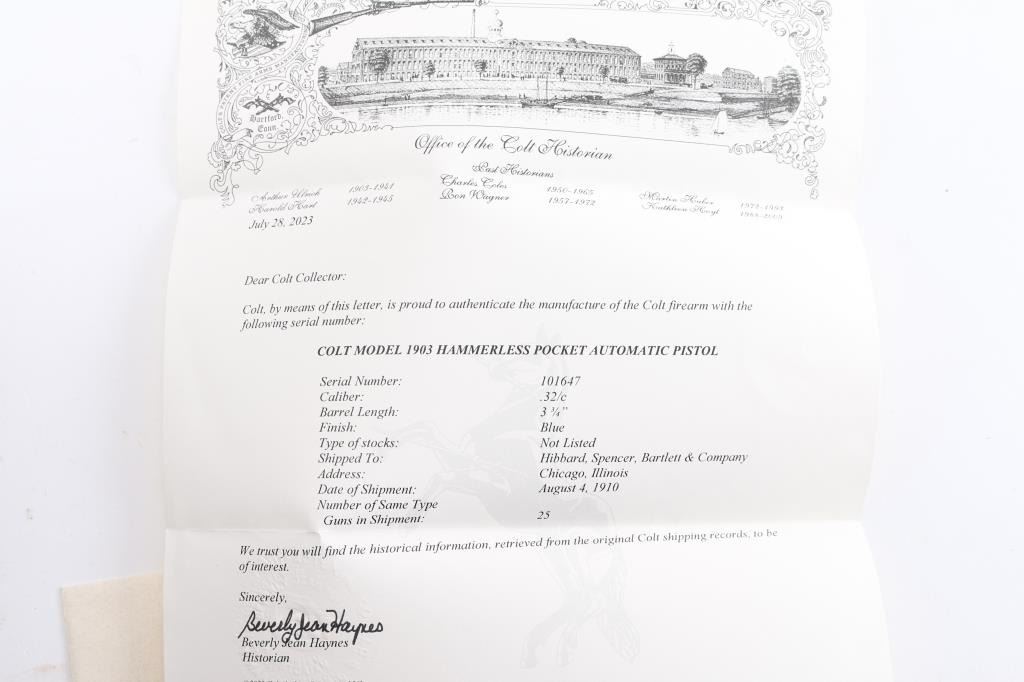 Hartford
Conn.
Office of the Colt Historian
Past Historians
Arthur Ulrich 1903-1941 Charles Coles 1950-1965 Martin Huber
Harold Hart 1942-1945 Ron Wagner 1957-1972 Kathleen Hoyt
July 28, 2023
Dear Colt Collector:
Colt, by means of this letter, is proud to authenticate the manufacture of the Colt firearm with the
following serial number:
COLT MODEL 1903 HAMMERLESS POCKET AUTOMATIC PISTOL
Serial Number: 101647
Caliber: .32/c
Barrel Length: 3 ¾"
Finish: Blue
Type of stocks: Not Listed
Shipped To: Hibbard, Spencer, Bartlett & Company
Address: Chicago, Illinois
Date of Shipment: August 4, 1910
Number of Same Type
Guns in Shipment: 25
We trust you will find the historical information, retrieved from the original Colt shipping records, to be
of interest.
Sincerely,
Beverly Jean Haynes
Beverly Jean Haynes
Historian